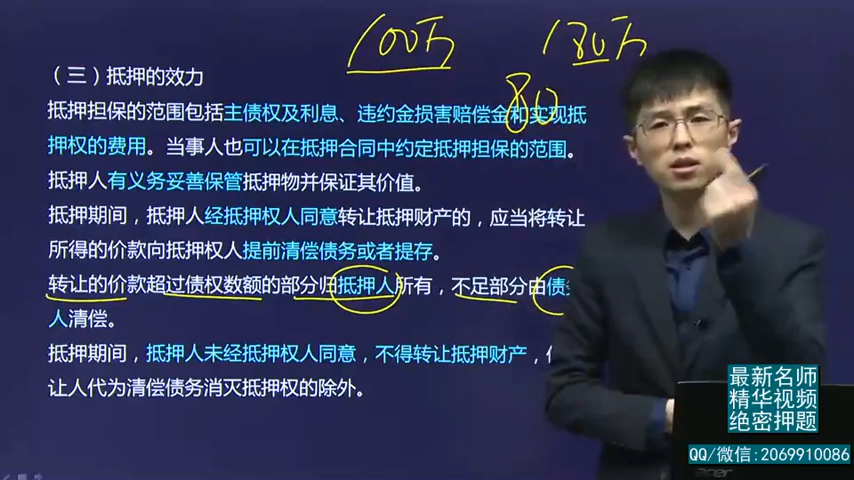 100万 180万
80
（三）抵押的效力
抵押担保的范围包括主债权及利息、违约金损害赔偿金和实现抵
押权的费用。当事人也可以在抵押合同中约定抵押担保的范围。
抵押人有义务妥善保管抵押物并保证其价值。
抵押期间，抵押人经抵押权人同意转让抵押财产的，应当将转让
所得的价款向抵押权人提前清偿债务或者提存。
转让的价款超过债权数额的部分归抵押人所有，不足部分由债务
人清偿。
抵押期间，抵押人未经抵押权人同意，不得转让抵押财产，
让人代为清偿债务消灭抵押权的除外。
最新名师
精华视频
绝密押题
QQ/微信:2069910086
acer